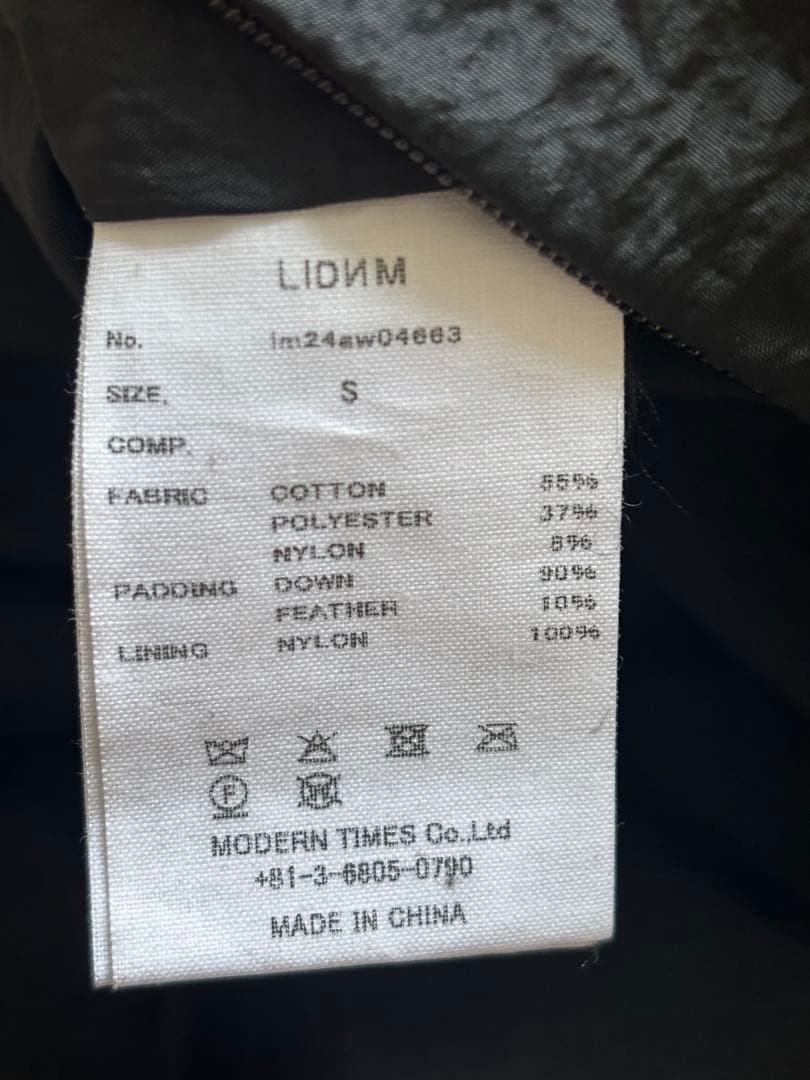 LIDИM
No. lm24aw04663
SIZE. S
COMP.
FABRIC COTTON 55%
POLYESTER 37%
NYLON 8%
PADDING DOWN 90%
FEATHER 10%
LINING NYLON 100%
F
W
MODERN TIMES Co.,Ltd
+81-3-6805-0790
MADE IN CHINA